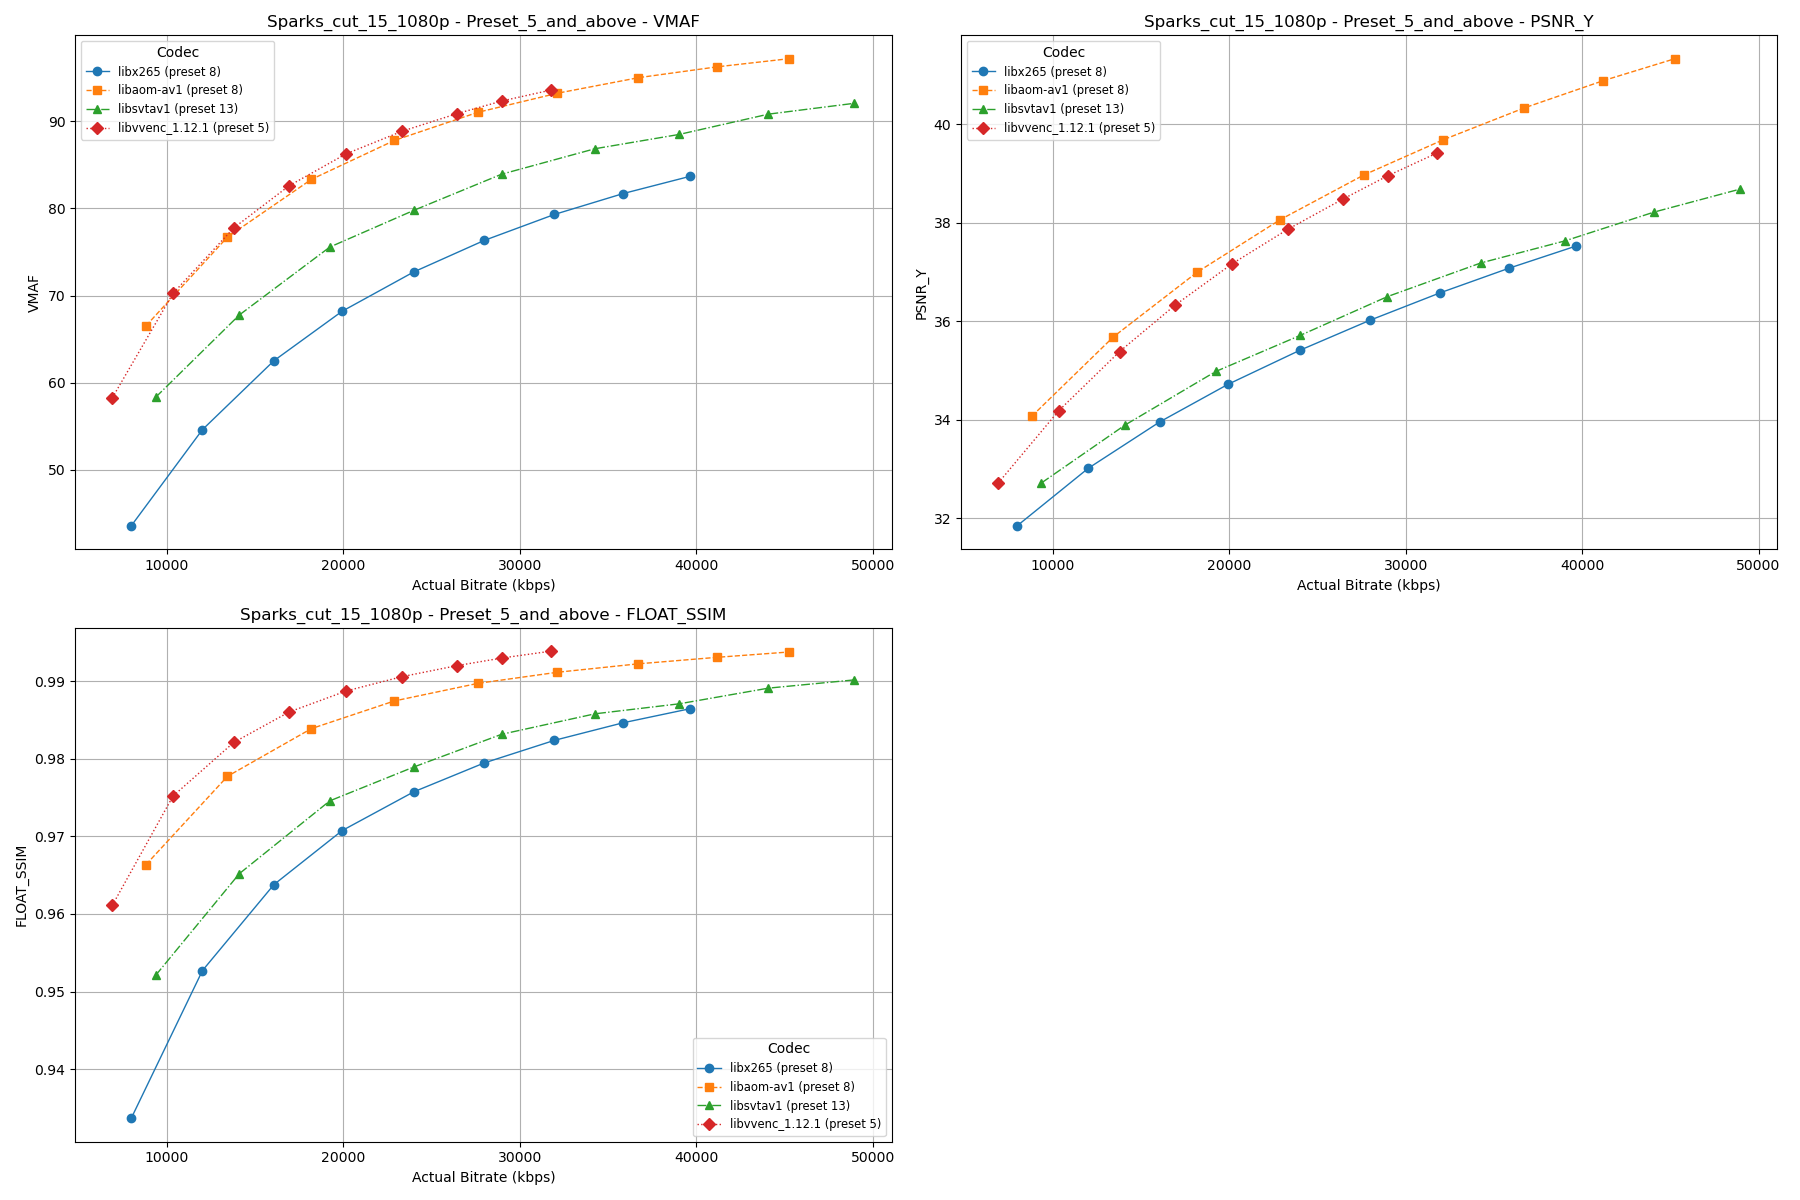 Sparks_cut_15_1080p - Preset_5_and_above - VMAF
Codec
libx265 (preset 8)
libaom-av1 (preset 8)
libsvtav1 (preset 13)
libvvenc_1.12.1 (preset 5)
VMAF
90
80
70
60
50
10000 20000 30000 40000 50000
Actual Bitrate (kbps)
Sparks_cut_15_1080p - Preset_5_and_above - PSNR_Y
Codec
libx265 (preset 8)
libaom-av1 (preset 8)
libsvtav1 (preset 13)
libvvenc_1.12.1 (preset 5)
PSNR_Y
40
38
36
34
32
10000 20000 30000 40000 50000
Actual Bitrate (kbps)
Sparks_cut_15_1080p - Preset_5_and_above - FLOAT_SSIM
FLOAT_SSIM
0.99
0.98
0.97
0.96
0.95
0.94
Codec
libx265 (preset 8)
libaom-av1 (preset 8)
libsvtav1 (preset 13)
libvvenc_1.12.1 (preset 5)
10000 20000 30000 40000 50000
Actual Bitrate (kbps)